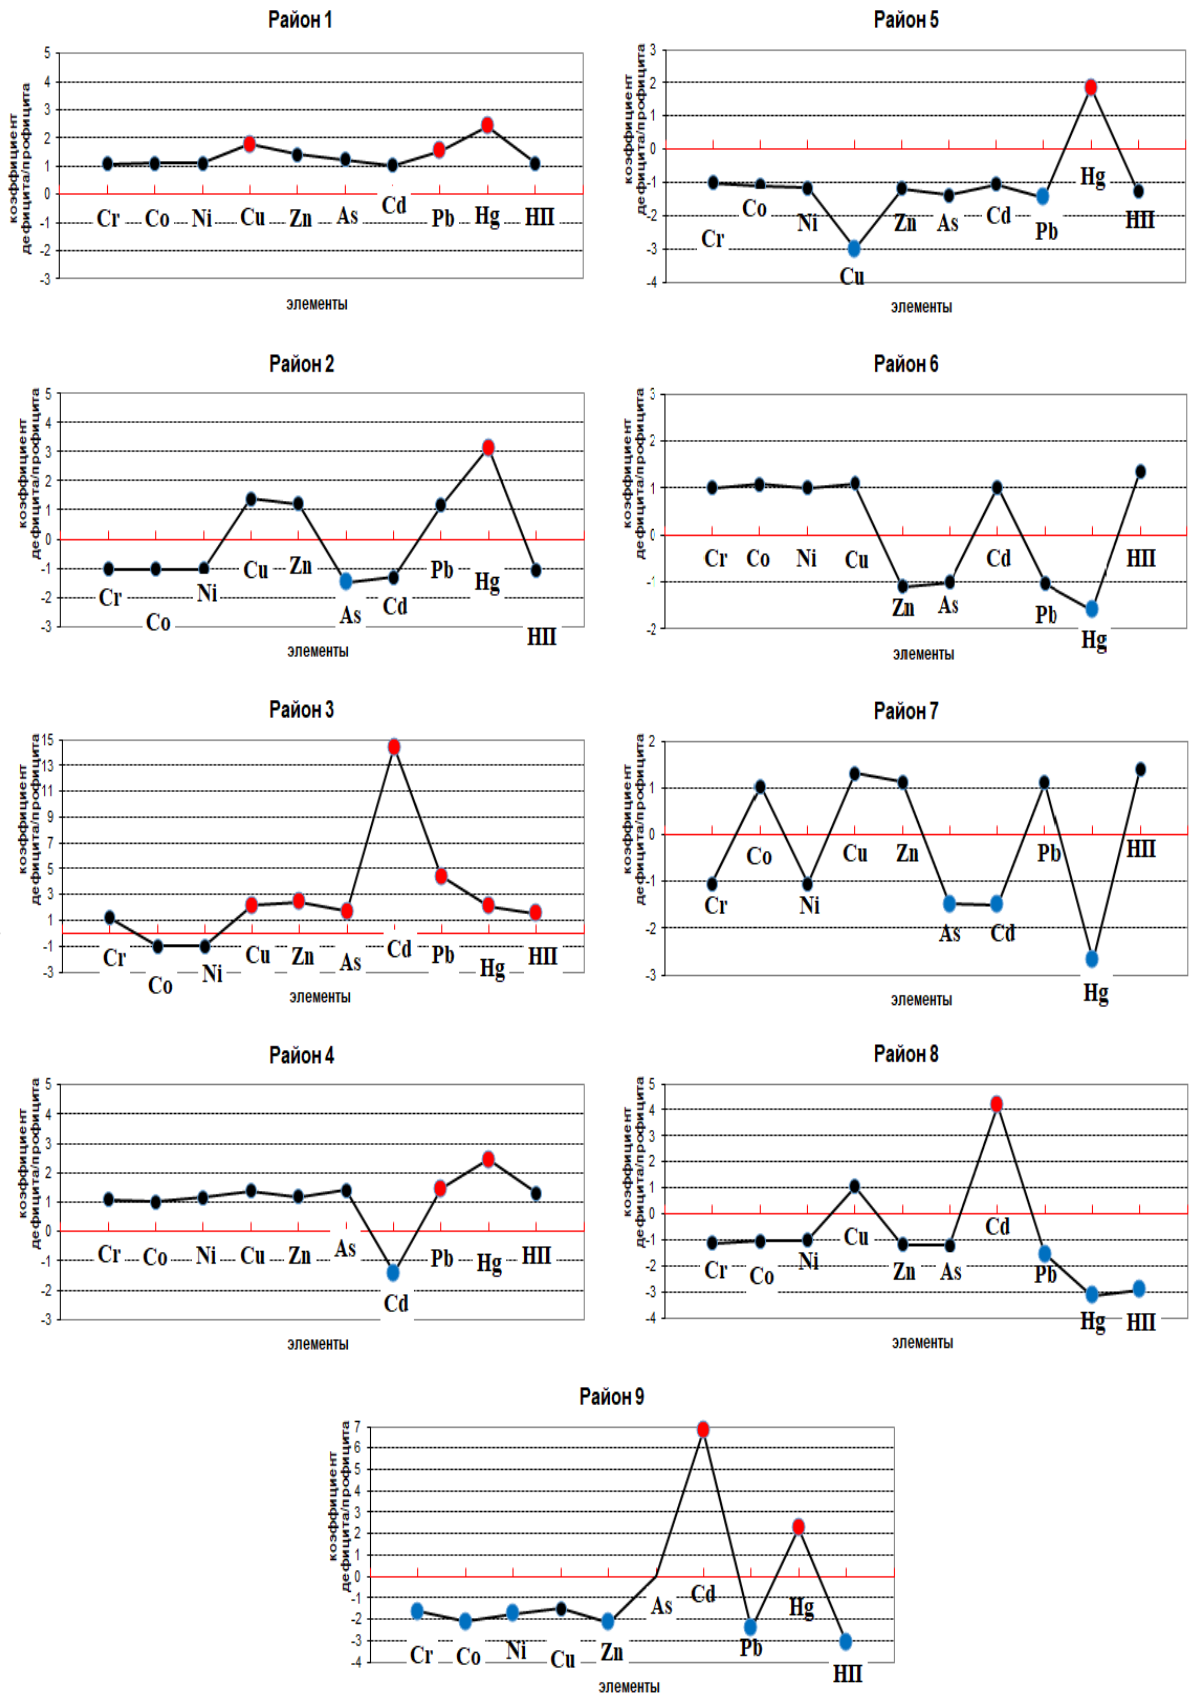 Район 1
коэффициент
дефицита/профицита
5
4
3
2
1
0
-1
-2
-3
Cr
Co
Ni
Cu
Zn
As
Cd
Pb
Hg
НП
элементы
Район 5
коэффициент
дефицита/профицита
3
2
1
0
-1
-2
-3
-4
Cr
Co
Ni
Cu
Zn
As
Cd
Pb
Hg
НП
элементы
Район 2
коэффициент
дефицита/профицита
5
4
3
2
1
0
-1
-2
-3
Cr
Co
Ni
Cu
Zn
As
Cd
Pb
Hg
НП
элементы
Район 6
коэффициент
дефицита/профицита
3
2
1
0
-1
-2
Cr
Co
Ni
Cu
Zn
As
Cd
Pb
Hg
НП
элементы
Район 3
коэффициент
дефицита/профицита
15
13
11
9
7
5
3
1
-1
-3
Cr
Co
Ni
Cu
Zn
As
Cd
Pb
Hg
НП
элементы
Район 7
коэффициент
дефицита/профицита
2
1
0
-1
-2
-3
Cr
Co
Ni
Cu
Zn
As
Cd
Pb
Hg
НП
элементы
Район 4
коэффициент
дефицита/профицита
5
4
3
2
1
0
-1
-2
-3
Cr
Co
Ni
Cu
Zn
As
Cd
Pb
Hg
НП
элементы
Район 8
коэффициент
дефицита/профицита
5
4
3
2
1
0
-1
-2
-3
-4
Cr
Co
Ni
Cu
Zn
As
Cd
Pb
Hg
НП
элементы
Район 9
коэффициент
дефицита/профицита
7
6
5
4
3
2
1
0
-1
-2
-3
-4
Cr
Co
Ni
Cu
Zn
As
Cd
Pb
Hg
НП
элементы